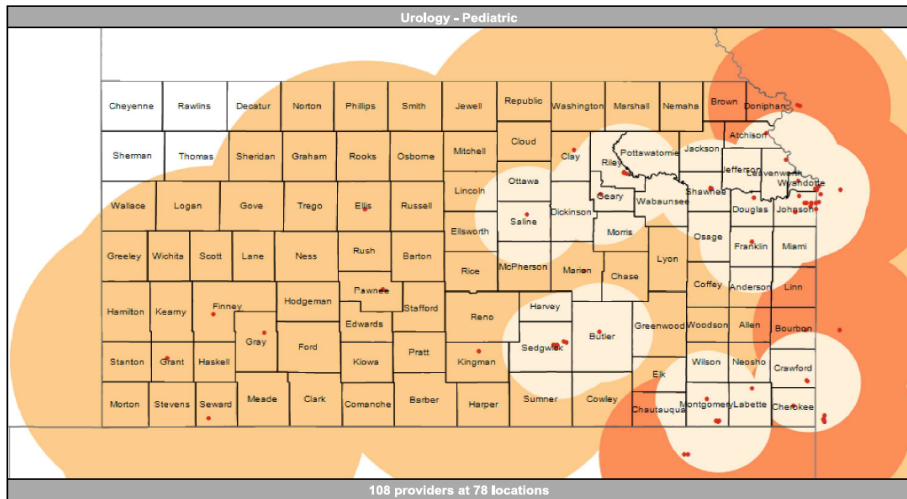 Urology - Pediatric
Cheyenne Rawlins Decatur Norton Phillips Smith Jewell Republic Washington Marshall Nemaha Brown Doniphan
Atchison
Sherman Thomas Sheridan Graham Rooks Osborne Mitchell Cloud Clay Riley Pottawatomie Jackson Jefferson Leavenworth
Wyandotte
Lincoln Ottawa Geary Wabaunsee Shawnee
Wallace Logan Gove Trego Ellis Russell Saline Dickinson Douglas Johnson
Ellsworth Morris Osage Franklin Miami
Greeley Wichita Scott Lane Ness Rush Barton Rice McPherson Marion Chase Lyon
Coffey Anderson Linn
Hamilton Kearny Finney Hodgeman Pawnee Stafford Reno Harvey
Gray Edwards Sedgwick Butler Greenwood Woodson Allen Bourbon
Stanton Grant Haskell Ford Kiowa Pratt Kingman Elk Wilson Neosho Crawford
Morton Stevens Seward Meade Clark Comanche Barber Harper Sumner Cowley Chautauqua Montgomery Labette Cherokee
108 providers at 78 locations